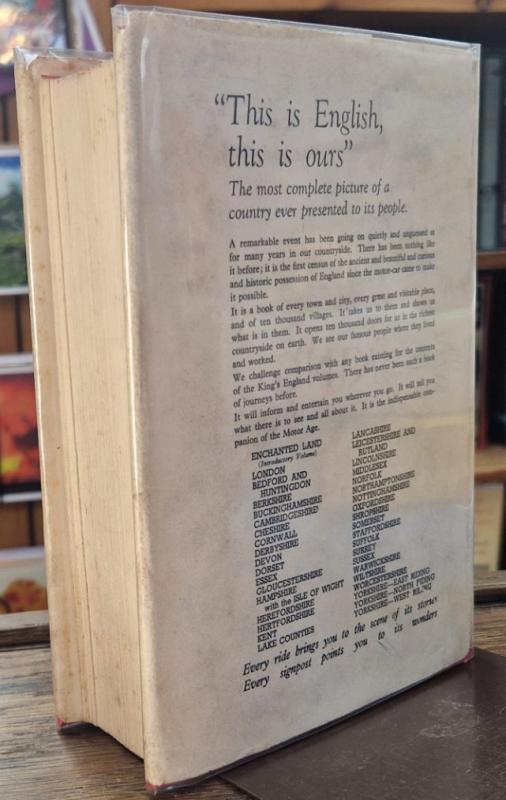 "This is English,
this is ours"
The most complete picture of a
country ever presented to its people.
A remarkable event has been going on quietly and unguessed at
for many years in our countryside. There has been nothing like
it before; it is the first census of the ancient and beautiful and curious
and historic possession of England since the motor-car came to make
it possible.
It is a book of every town and city, every great and visitable place,
and of ten thousand villages. It takes us to them and shows us
what is in them. It opens ten thousand doors for us in the richest
countryside on earth. We see our famous people where they lived
and worked.
We challenge comparison with any book existing for the contents
of the King's England volumes. There has never been such a book
of journeys before.
It will inform and entertain you wherever you go. It will tell you
what there is to see and all about it. It is the indispensable com-
panion of the Motor Age.
ENCHANTED LAND
(Introductory Volume)
LONDON
BEDFORD AND
HUNTINGDON
BERKSHIRE
BUCKINGHAMSHIRE
CAMBRIDGESHIRE
CHESHIRE
CORNWALL
DERBYSHIRE
DEVON
DORSET
ESSEX
GLOUCESTERSHIRE
HAMPSHIRE
with the ISLE OF WIGHT
HEREFORDSHIRE
HERTFORDSHIRE
KENT
LAKE COUNTIES
LANCASHIRE
LEICESTERSHIRE AND
RUTLAND
LINCOLNSHIRE
MIDDLESEX
NORFOLK
NORTHAMPTONSHIRE
NOTTINGHAMSHIRE
OXFORDSHIRE
SHROPSHIRE
SOMERSET
STAFFORDSHIRE
SUFFOLK
SURREY
SUSSEX
WARWICKSHIRE
WILTSHIRE
WORCESTERSHIRE
YORKSHIRE—EAST RIDING
YORKSHIRE—NORTH RIDING
YORKSHIRE—WEST RIDING
Every ride brings you to the scene of its stories
Every signpost points you to its wonders